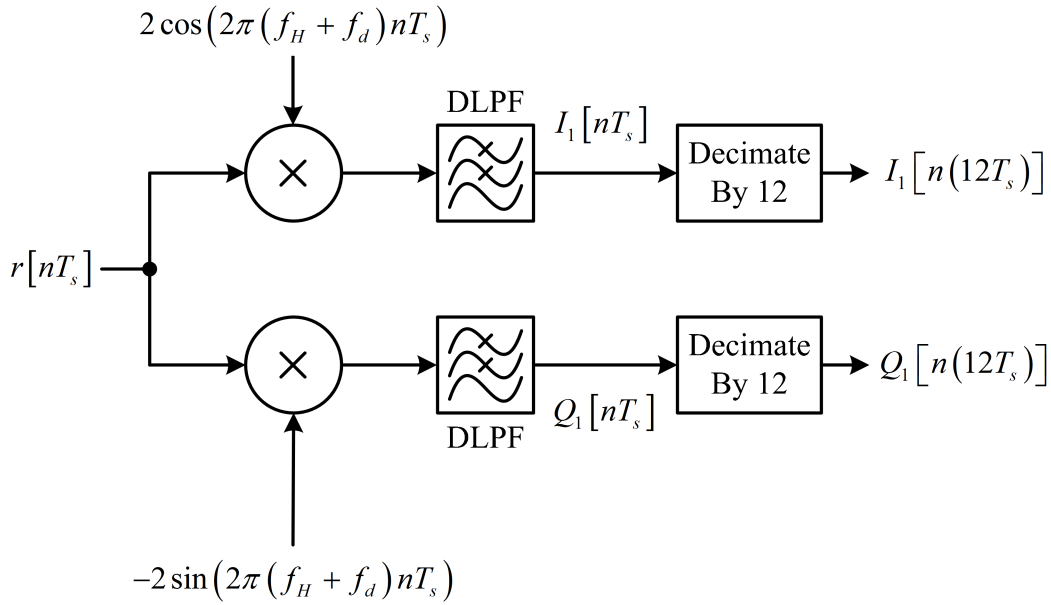 2 cos(2π(f_H + f_d)nT_s)
DLPF
I_1[nT_s]
Decimate
By 12
I_1[n(12T_s)]
r[nT_s]
Decimate
By 12
Q_1[n(12T_s)]
Q_1[nT_s]
DLPF
−2 sin(2π(f_H + f_d)nT_s)